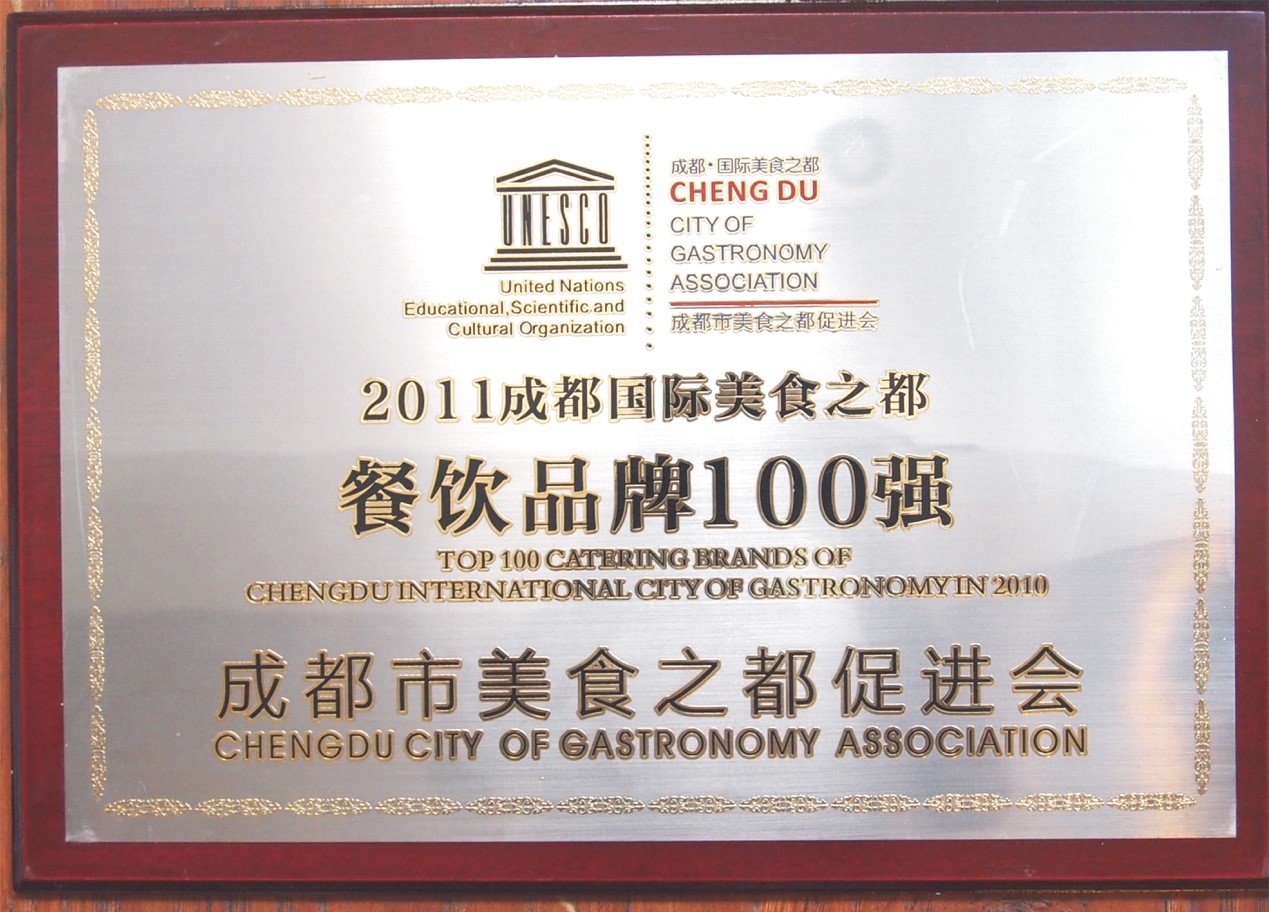 UNESCO
United Nations
Educational, Scientific and
Cultural Organization
成都·国际美食之都
CHENG DU
CITY OF
GASTRONOMY
ASSOCIATION
成都市美食之都促进会
2011成都国际美食之都
餐饮品牌100强
TOP 100 CATERING BRANDS OF
CHENGDU INTERNATIONAL CITY OF GASTRONOMY IN 2010
成都市美食之都促进会
CHENGDU CITY OF GASTRONOMY ASSOCIATION